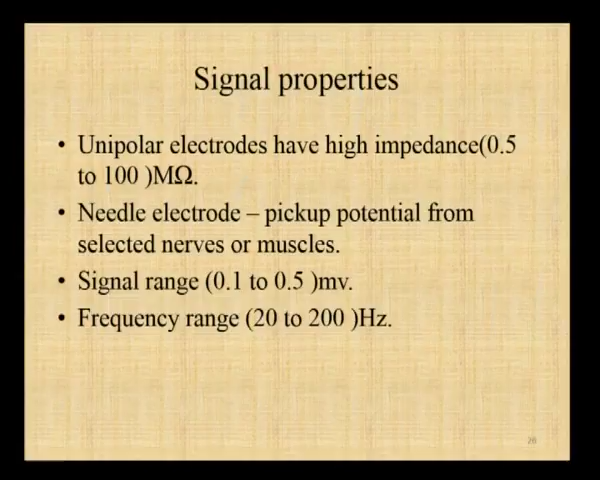 Signal properties
• Unipolar electrodes have high impedance(0.5
to 100 )MΩ.
• Needle electrode – pickup potential from
selected nerves or muscles.
• Signal range (0.1 to 0.5 )mv.
• Frequency range (20 to 200 )Hz.
20